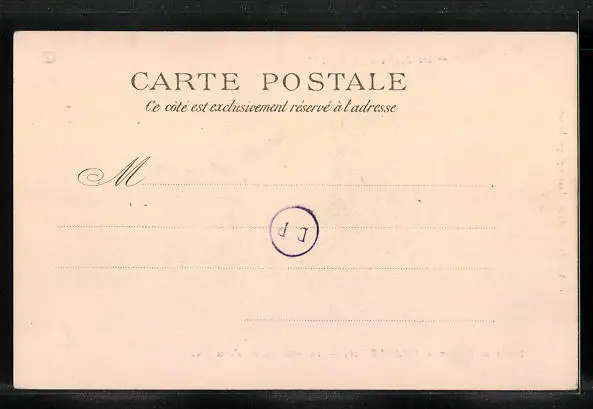 CARTE POSTALE
Ce côté est exclusivement réservé à l'adresse
M